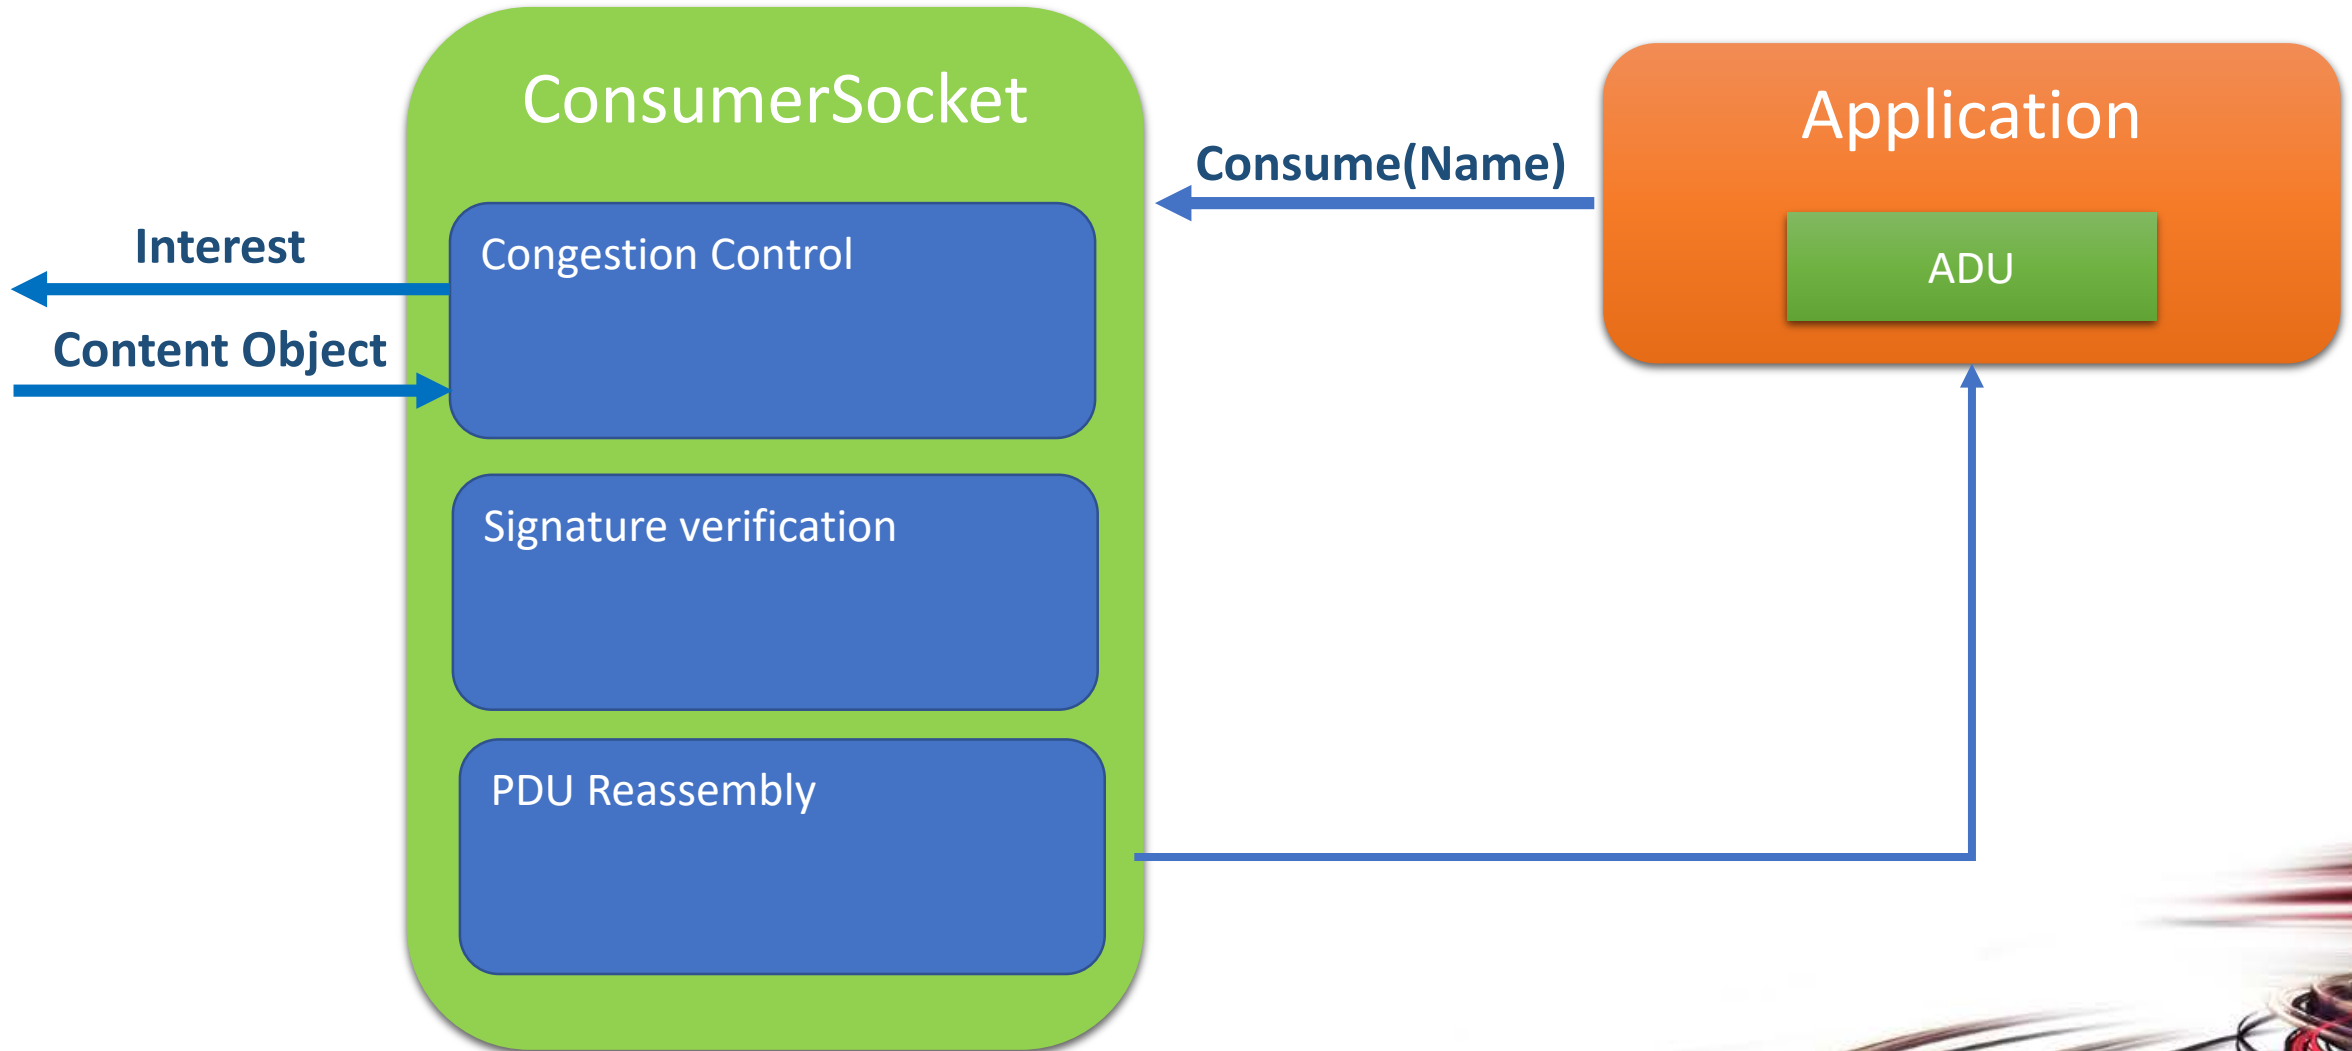 ConsumerSocket
Application
Consume(Name)
Interest
Congestion Control
ADU
Content Object
Signature verification
PDU Reassembly